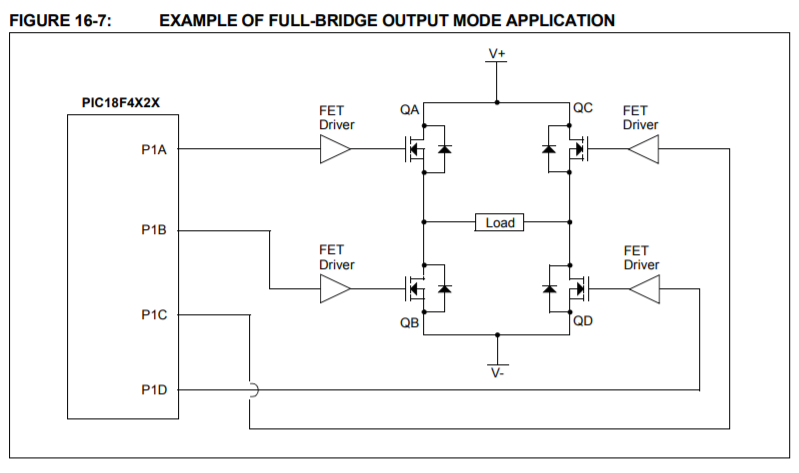 FIGURE 16-7: EXAMPLE OF FULL-BRIDGE OUTPUT MODE APPLICATION
V+
PIC18F4X2X
FET
Driver
QA
QC
FET
Driver
P1A
P1B
Load
FET
Driver
FET
Driver
P1C
QB
QD
V-
P1D